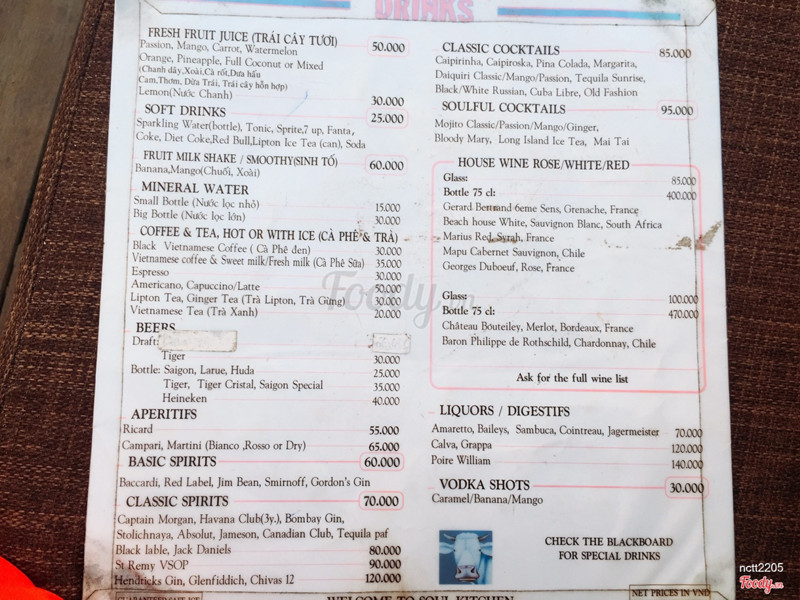 DRINKS
FRESH FRUIT JUICE (TRÁI CÂY TƯƠI) 50.000
Passion, Mango, Carrot, Watermelon
Orange, Pineapple, Full Coconut or Mixed
(Chanh dây,Xoài,Cà rốt,Dưa hấu
Cam,Thơm, Dừa Trái, Trái cây hỗn hợp)
Lemon(Nước Chanh) 30.000
SOFT DRINKS 25.000
Sparkling Water(bottle), Tonic, Sprite,7 up, Fanta,
Coke, Diet Coke,Red Bull,Lipton Ice Tea (can), Soda
FRUIT MILK SHAKE / SMOOTHY(SINH TỐ) 60.000
Banana,Mango(Chuối, Xoài)
MINERAL WATER
Small Bottle (Nước lọc nhỏ) 15.000
Big Bottle (Nước lọc lớn) 30.000
COFFEE & TEA, HOT OR WITH ICE (CÀ PHÊ & TRÀ)
Black Vietnamese Coffee ( Cà Phê đen) 30.000
Vietnamese coffee & Sweet milk/Fresh milk (Cà Phê Sữa) 35.000
Espresso 30.000
Americano, Capuccino/Latte 50.000
Lipton Tea, Ginger Tea (Trà Lipton, Trà Gừng) 30.000
Vietnamese Tea (Trà Xanh) 20.000
BEERS
Draft:
Tiger 30.000
Bottle: Saigon, Larue, Huda 25.000
Tiger, Tiger Cristal, Saigon Special 35.000
Heineken 40.000
APERITIFS
Ricard 55.000
Campari, Martini (Bianco ,Rosso or Dry) 65.000
BASIC SPIRITS 60.000
Baccardi, Red Label, Jim Bean, Smirnoff, Gordon's Gin
CLASSIC SPIRITS 70.000
Captain Morgan, Havana Club(3y.), Bombay Gin,
Stolichnaya, Absolut, Jameson, Canadian Club, Tequila paf
Black lable, Jack Daniels 80.000
St Remy VSOP 90.000
Hendricks Gin, Glenfiddich, Chivas 12 120.000
CLASSIC COCKTAILS 85.000
Caipirinha, Caipiroska, Pina Colada, Margarita,
Daiquiri Classic/Mango/Passion, Tequila Sunrise,
Black/White Russian, Cuba Libre, Old Fashion
SOULFUL COCKTAILS 95.000
Mojito Classic/Passion/Mango/Ginger,
Bloody Mary, Long Island Ice Tea, Mai Tai
HOUSE WINE ROSE/WHITE/RED
Glass: 85.000
Bottle 75 cl: 400.000
Gerard Bertrand 6eme Sens, Grenache, France
Beach house White, Sauvignon Blanc, South Africa
Marius Red, Syrah, France
Mapu Cabernet Sauvignon, Chile
Georges Duboeuf, Rose, France
Glass: 100.000
Bottle 75 cl: 470.000
Château Bouteiley, Merlot, Bordeaux, France
Baron Philippe de Rothschild, Chardonnay, Chile
Ask for the full wine list
LIQUORS / DIGESTIFS
Amaretto, Baileys, Sambuca, Cointreau, Jagermeister 70.000
Calva, Grappa 120.000
Poire William 140.000
VODKA SHOTS 30.000
Caramel/Banana/Mango
CHECK THE BLACKBOARD
FOR SPECIAL DRINKS
GUARANTEED SAFE ICE
WELCOME TO SOUL KITCHEN
NET PRICES IN VND
Foody.vn
nctt2205
Foody.vn